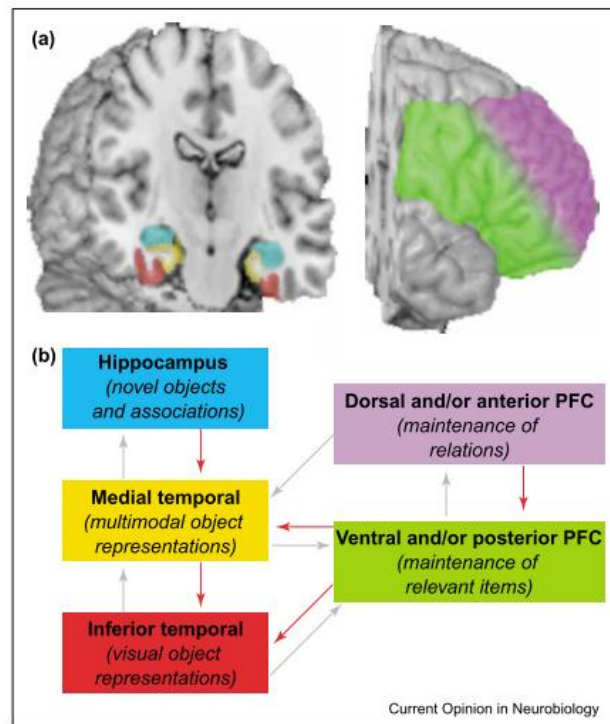 (a)
(b)
Hippocampus
(novel objects
and associations)
Dorsal and/or anterior PFC
(maintenance of
relations)
Medial temporal
(multimodal object
representations)
Ventral and/or posterior PFC
(maintenance of
relevant items)
Inferior temporal
(visual object
representations)
Current Opinion in Neurobiology